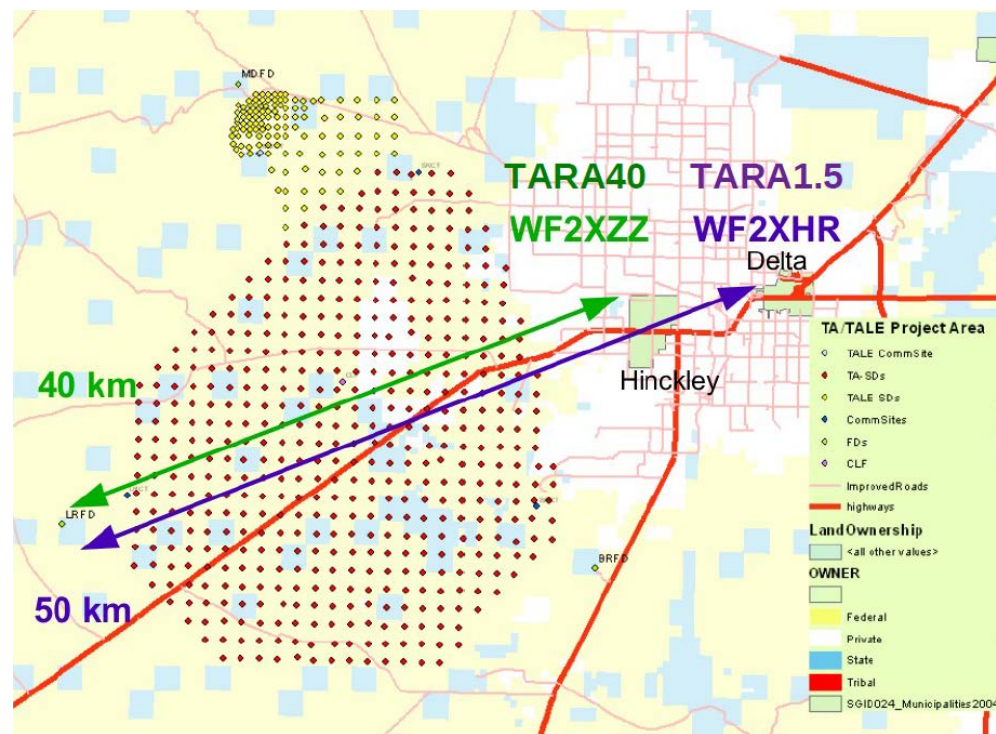 MDFD
SKCT
TARA40
TARA1.5
WF2XZZ
WF2XHR
Delta
Hinckley
40 km
LRFD
50 km
BRFD
TA/TALE Project Area
TALE CommSite
TA-SDs
TALE SDs
CommSites
FDs
CLF
ImprovedRoads
highways
LandOwnership
<all other values>
OWNER
Federal
Private
State
Tribal
SGID024_Municipalities2004